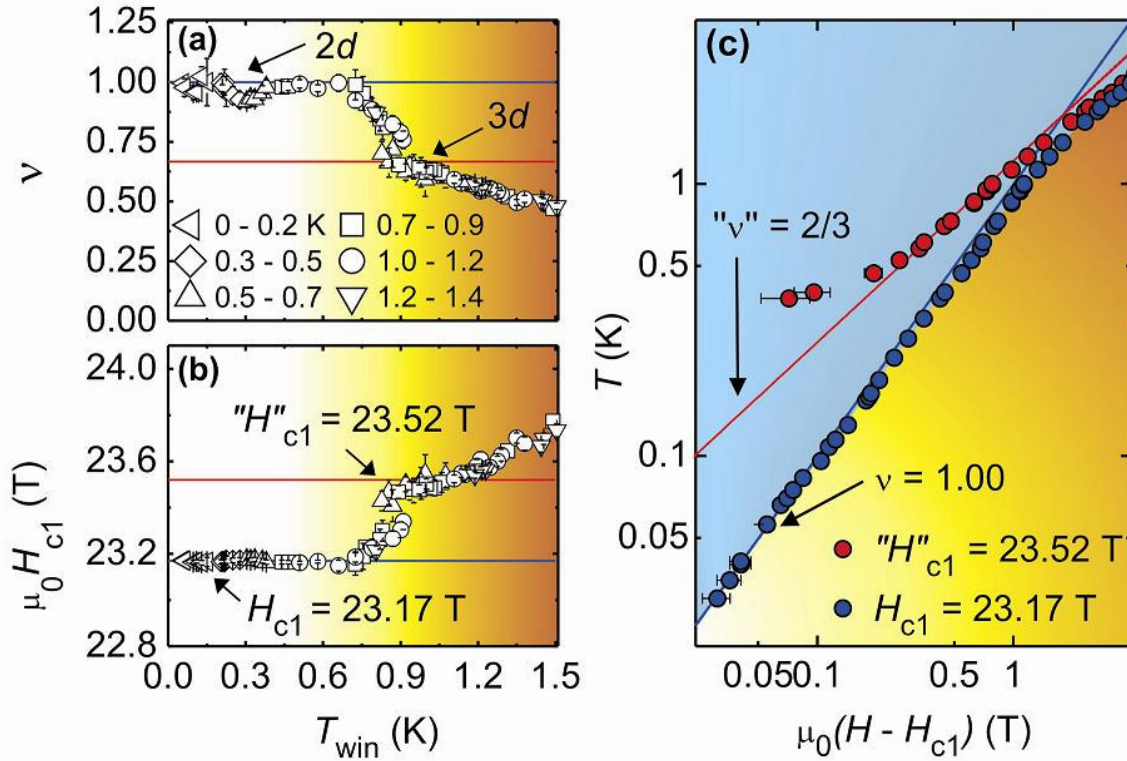 (a)
1.25
1.00
0.75
0.50
0.25
0.00
ν
2d
3d
0 - 0.2 K
0.3 - 0.5
0.5 - 0.7
0.7 - 0.9
1.0 - 1.2
1.2 - 1.4
(b)
24.0
23.6
23.2
22.8
μ0Hc1 (T)
"H"c1 = 23.52 T
Hc1 = 23.17 T
0.0 0.3 0.6 0.9 1.2 1.5
Twin (K)
(c)
1
0.5
0.1
0.05
T (K)
"ν" = 2/3
ν = 1.00
"H"c1 = 23.52 T
Hc1 = 23.17 T
0.05 0.1 0.5 1
μ0(H - Hc1) (T)